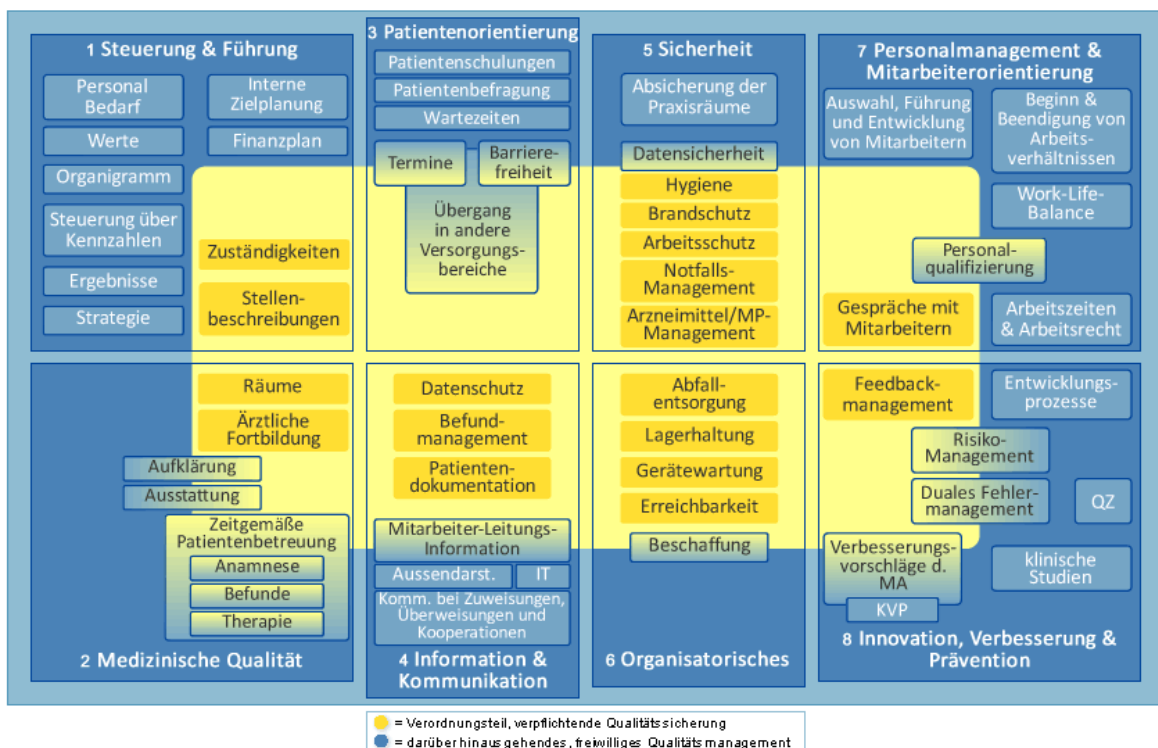 1 Steuerung & Führung
Personal
Bedarf
Interne
Zielplanung
Werte
Finanzplan
Organigramm
Steuerung über
Kennzahlen
Zuständigkeiten
Ergebnisse
Stellen-
beschreibungen
Strategie
3 Patientenorientierung
Patientenschulungen
Patientenbefragung
Wartezeiten
Termine
Barriere-
freiheit
Übergang
in andere
Versorgungs-
bereiche
5 Sicherheit
Absicherung der
Praxisräume
Datensicherheit
Hygiene
Brandschutz
Arbeitsschutz
Notfalls-
Management
Arzneimittel/MP-
Management
7 Personalmanagement &
Mitarbeiterorientierung
Auswahl, Führung
und Entwicklung
von Mitarbeitern
Beginn &
Beendigung von
Arbeits-
verhältnissen
Work-Life-
Balance
Personal-
qualifizierung
Gespräche mit
Mitarbeitern
Arbeitszeiten
& Arbeitsrecht
Räume
Ärztliche
Fortbildung
Aufklärung
Ausstattung
Zeitgemäße
Patientenbetreuung
Anamnese
Befunde
Therapie
2 Medizinische Qualität
Datenschutz
Befund-
management
Patienten-
dokumentation
Mitarbeiter-Leitungs-
Information
Aussendarst.
IT
Komm. bei Zuweisungen,
Überweisungen und
Kooperationen
4 Information &
Kommunikation
Abfall-
entsorgung
Lagerhaltung
Gerätewartung
Erreichbarkeit
Beschaffung
6 Organisatorisches
Feedback-
management
Entwicklungs-
prozesse
Risiko-
Management
Duales Fehler-
management
QZ
Verbesserungs-
vorschläge d.
MA
KVP
klinische
Studien
8 Innovation, Verbesserung &
Prävention
= Verordnungsteil, verpflichtende Qualitätssicherung
= darüber hinaus gehendes, freiwilliges Qualitätsmanagement